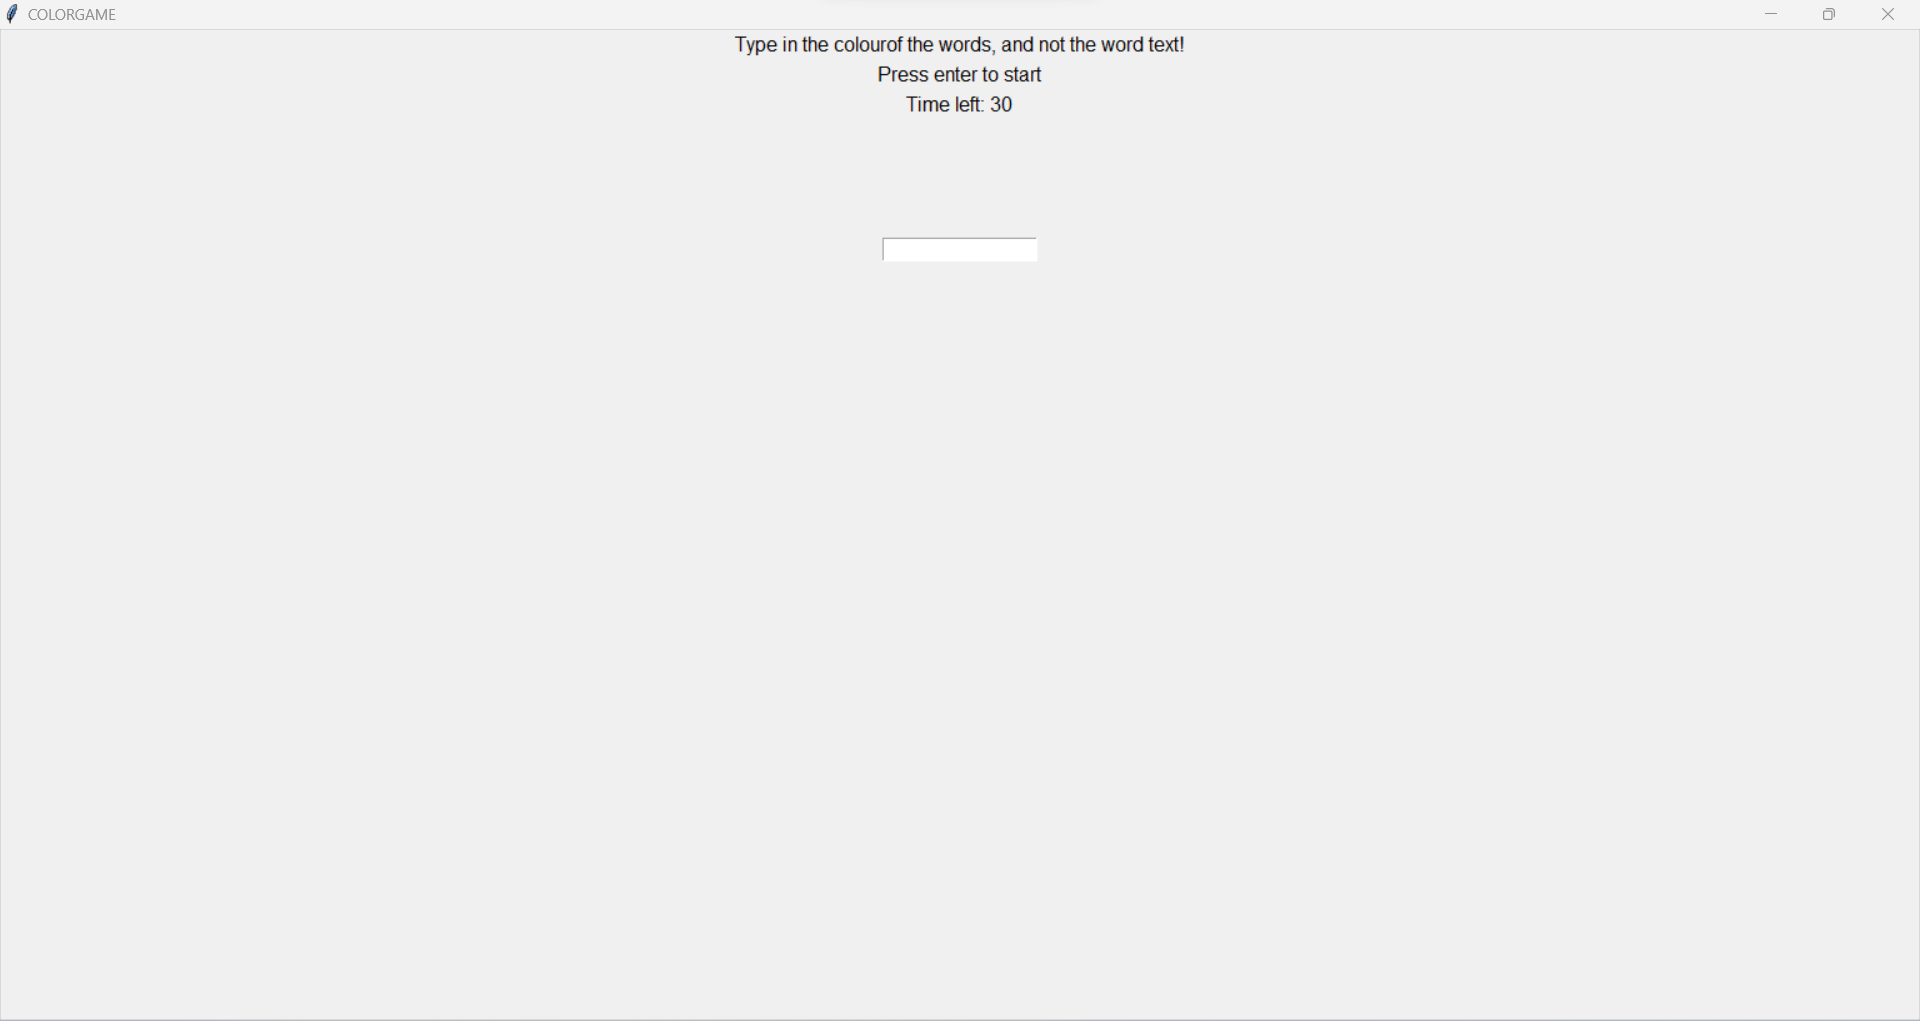 COLORGAME
Type in the colourof the words, and not the word text!
Press enter to start
Time left: 30